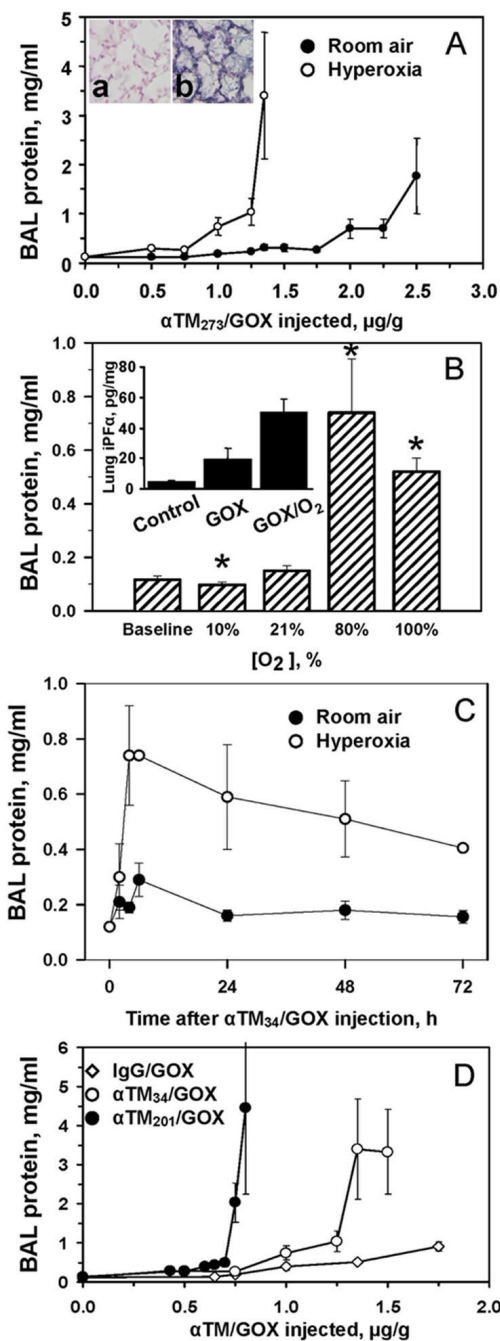 A
a
b
Room air
Hyperoxia
BAL protein, mg/ml
5
4
3
2
1
0
0.0 0.5 1.0 1.5 2.0 2.5 3.0
αTM273/GOX injected, µg/g
B
BAL protein, mg/ml
1.0
0.8
0.6
0.4
0.2
0.0
Lung iPFα, pg/mg
80
60
40
20
0
Control GOX GOX/O2
* * *
Baseline 10% 21% 80% 100%
[O2], %
C
Room air
Hyperoxia
BAL protein, mg/ml
1.0
0.8
0.6
0.4
0.2
0.0
0 24 48 72
Time after αTM34/GOX injection, h
D
IgG/GOX
αTM34/GOX
αTM201/GOX
BAL protein, mg/ml
6
5
4
3
2
1
0
0.0 0.5 1.0 1.5 2.0
αTM/GOX injected, µg/g